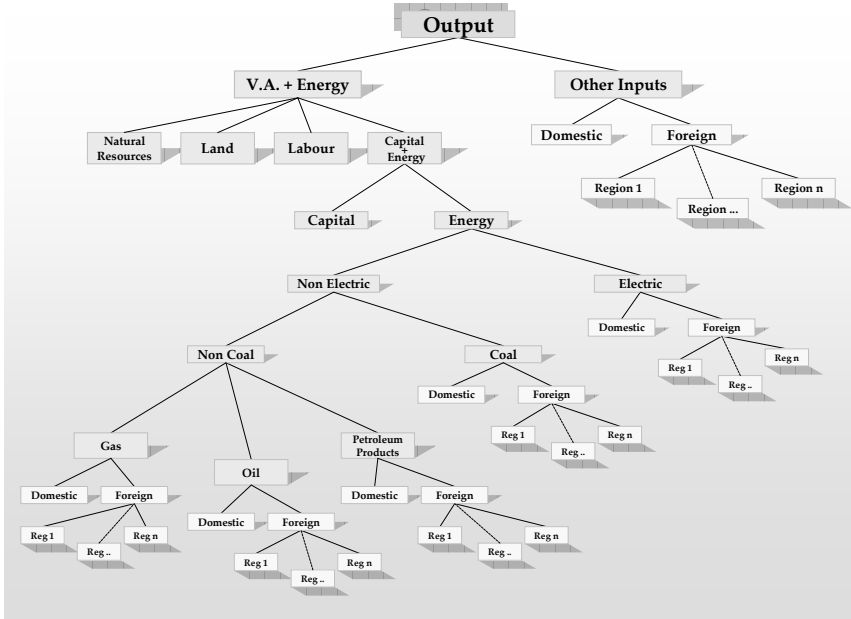 Output
V.A. + Energy
Other Inputs
Natural
Resources
Land
Labour
Capital
+
Energy
Domestic
Foreign
Region 1
Region ...
Region n
Capital
Energy
Non Electric
Electric
Domestic
Foreign
Reg 1
Reg ..
Reg n
Non Coal
Coal
Domestic
Foreign
Reg 1
Reg ..
Reg n
Gas
Oil
Petroleum
Products
Domestic
Foreign
Reg 1
Reg ..
Reg n
Domestic
Foreign
Reg 1
Reg ..
Reg n
Domestic
Foreign
Reg 1
Reg ..
Reg n